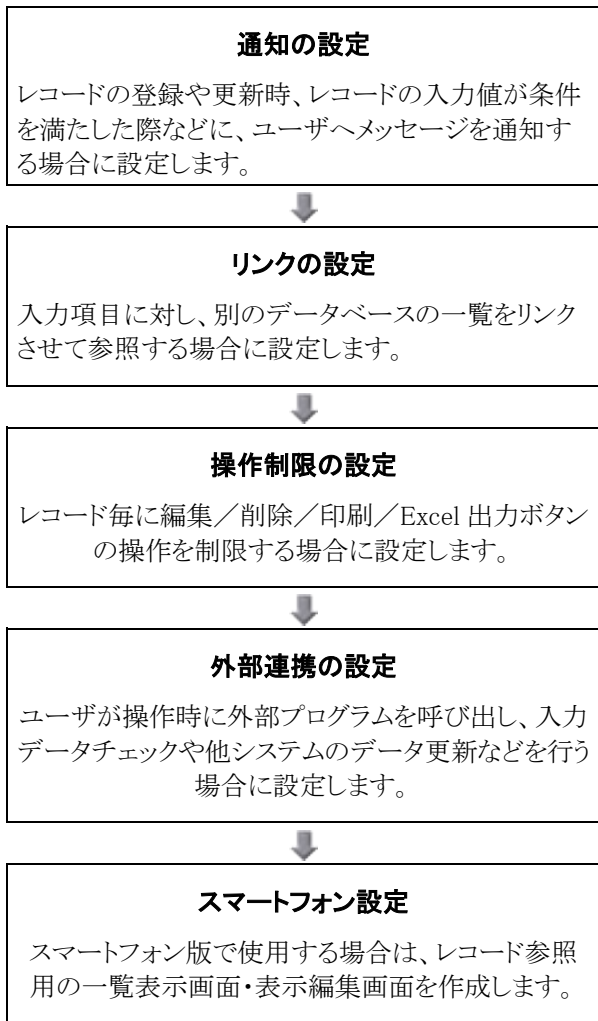 通知の設定
レコードの登録や更新時、レコードの入力値が条件
を満たした際などに、ユーザへメッセージを通知す
る場合に設定します。
リンクの設定
入力項目に対し、別のデータベースの一覧をリンク
させて参照する場合に設定します。
操作制限の設定
レコード毎に編集／削除／印刷／Excel 出力ボタン
の操作を制限する場合に設定します。
外部連携の設定
ユーザが操作時に外部プログラムを呼び出し、入力
データチェックや他システムのデータ更新などを行う
場合に設定します。
スマートフォン設定
スマートフォン版で使用する場合は、レコード参照
用の一覧表示画面・表示編集画面を作成します。